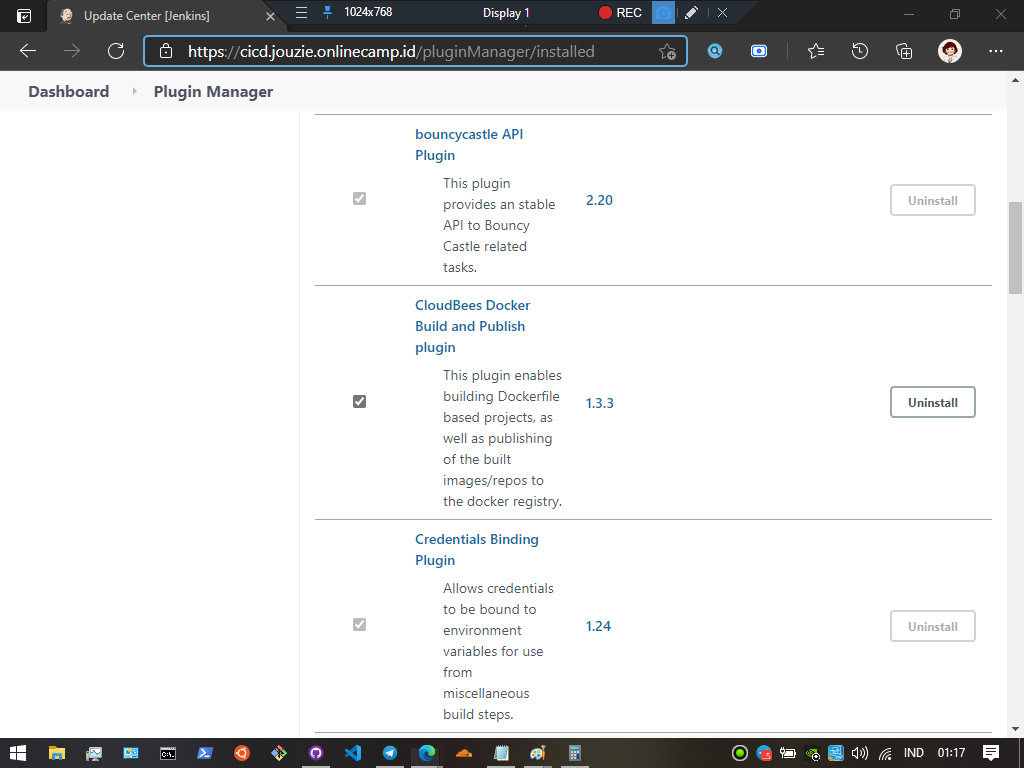 Update Center [Jenkins]
1024x768
Display 1
REC
https://cicd.jouzie.onlinecamp.id/pluginManager/installed
Dashboard
Plugin Manager
bouncycastle API
Plugin
This plugin
provides an stable
API to Bouncy
Castle related
tasks.
2.20
Uninstall
CloudBees Docker
Build and Publish
plugin
This plugin enables
building Dockerfile
based projects, as
well as publishing
of the built
images/repos to
the docker registry.
1.3.3
Uninstall
Credentials Binding
Plugin
Allows credentials
to be bound to
environment
variables for use
from
miscellaneous
build steps.
1.24
Uninstall
IND
01:17